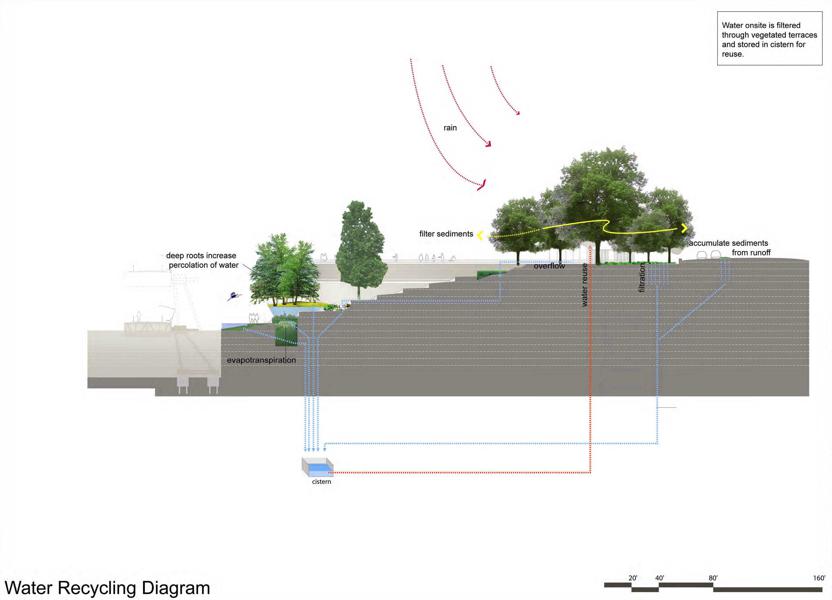 Water onsite is filtered
through vegetated terraces
and stored in cistern for
reuse.
rain
filter sediments
accumulate sediments
from runoff
deep roots increase
percolation of water
overflow
water reuse
filtration
evapotranspiration
cistern
Water Recycling Diagram
20' 40' 80' 160'